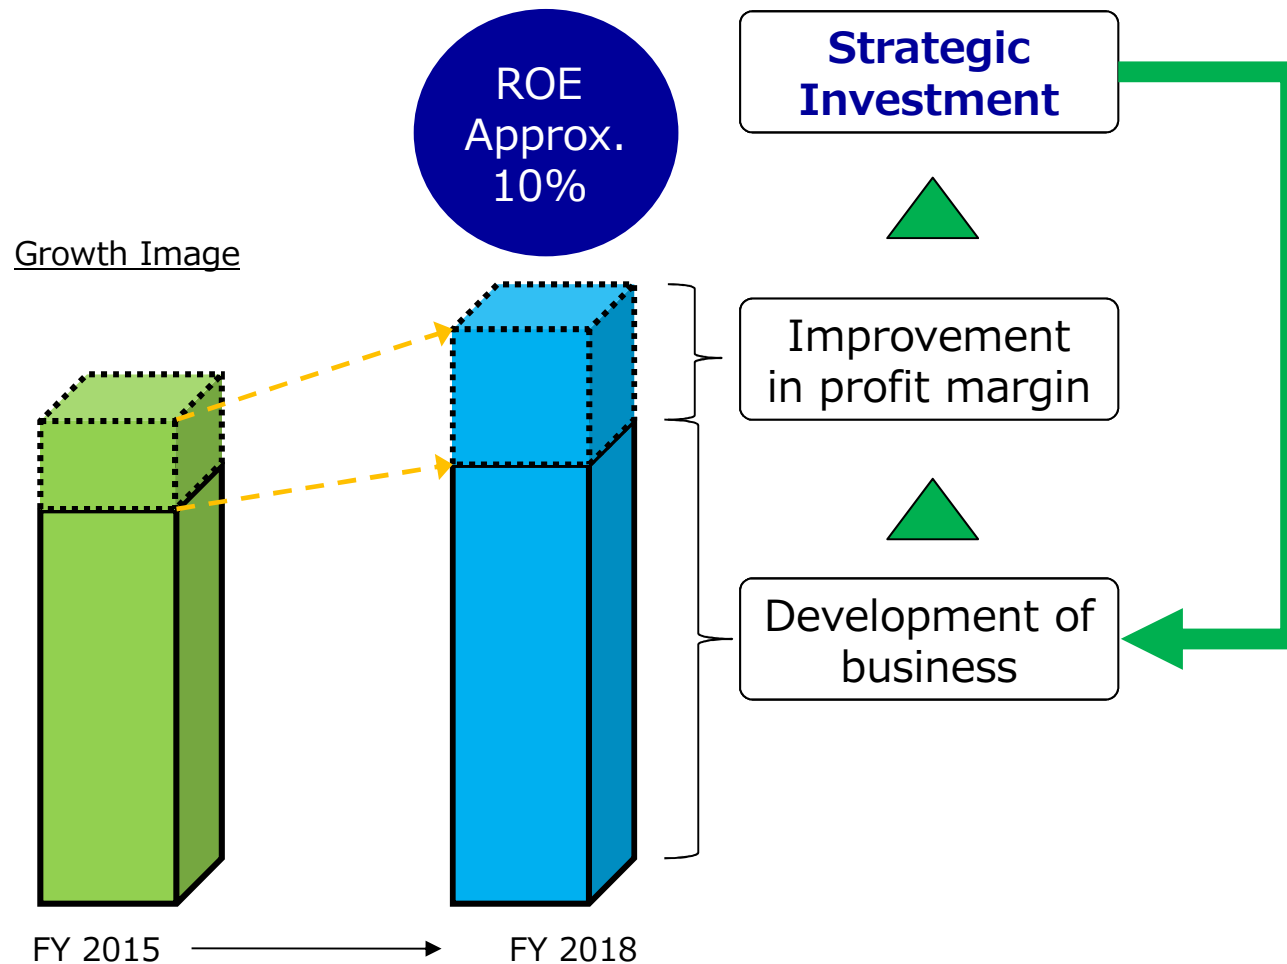 ROE
Approx.
10%
Strategic
Investment
Growth Image
Improvement
in profit margin
Development of
business
FY 2015
FY 2018